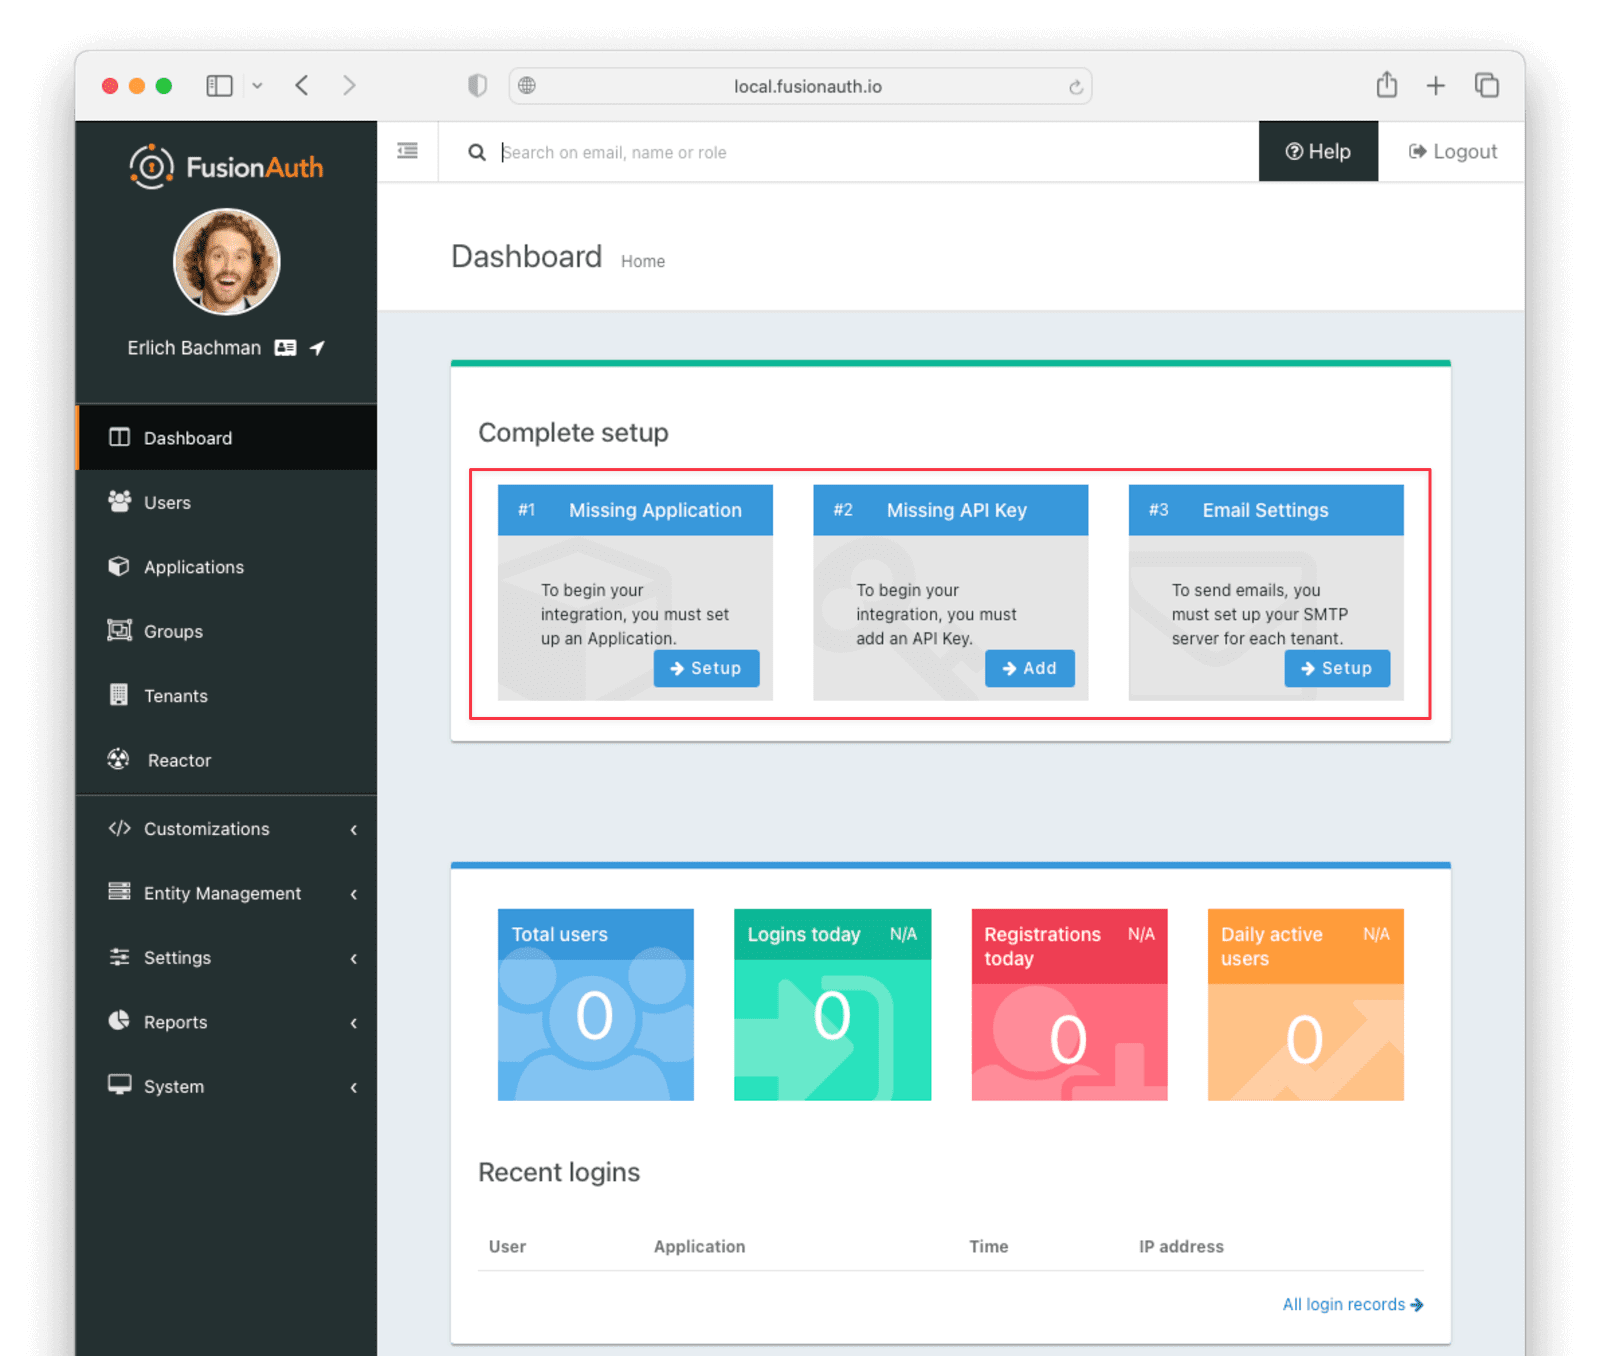 local.fusionauth.io
FusionAuth
Search on email, name or role
Help
Logout
Erlich Bachman
Dashboard
Users
Applications
Groups
Tenants
Reactor
Customizations
Entity Management
Settings
Reports
System
Dashboard Home
Complete setup
#1 Missing Application
To begin your
integration, you must set
up an Application.
Setup
#2 Missing API Key
To begin your
integration, you must
add an API Key.
Add
#3 Email Settings
To send emails, you
must set up your SMTP
server for each tenant.
Setup
Total users
0
Logins today N/A
0
Registrations N/A
today
0
Daily active N/A
users
0
Recent logins
User Application Time IP address
All login records